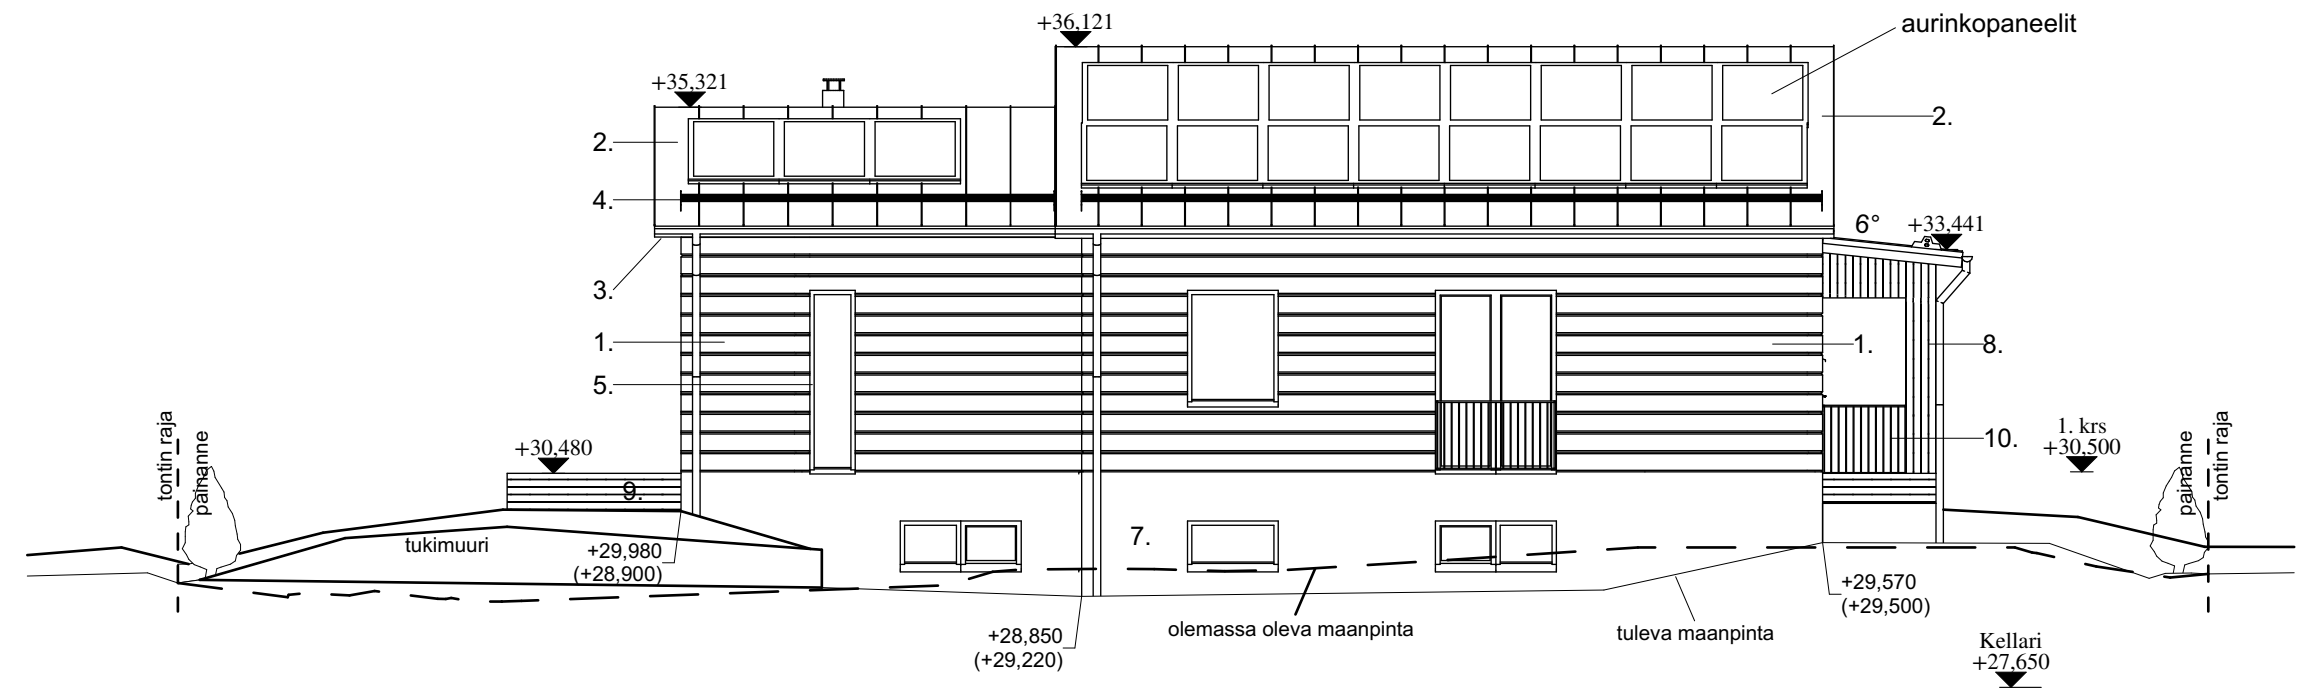 +36,121
aurinkopaneelit
+35,321
2.
2.
4.
6°
+33,441
3.
1.
1.
8.
5.
tontin raja
painanne
+30,480
10.
1. krs
+30,500
painanne
tontin raja
9.
7.
tukimuuri
+29,980
(+28,900)
+29,570
(+29,500)
+28,850
(+29,220)
olemassa oleva maanpinta
tuleva maanpinta
Kellari
+27,650